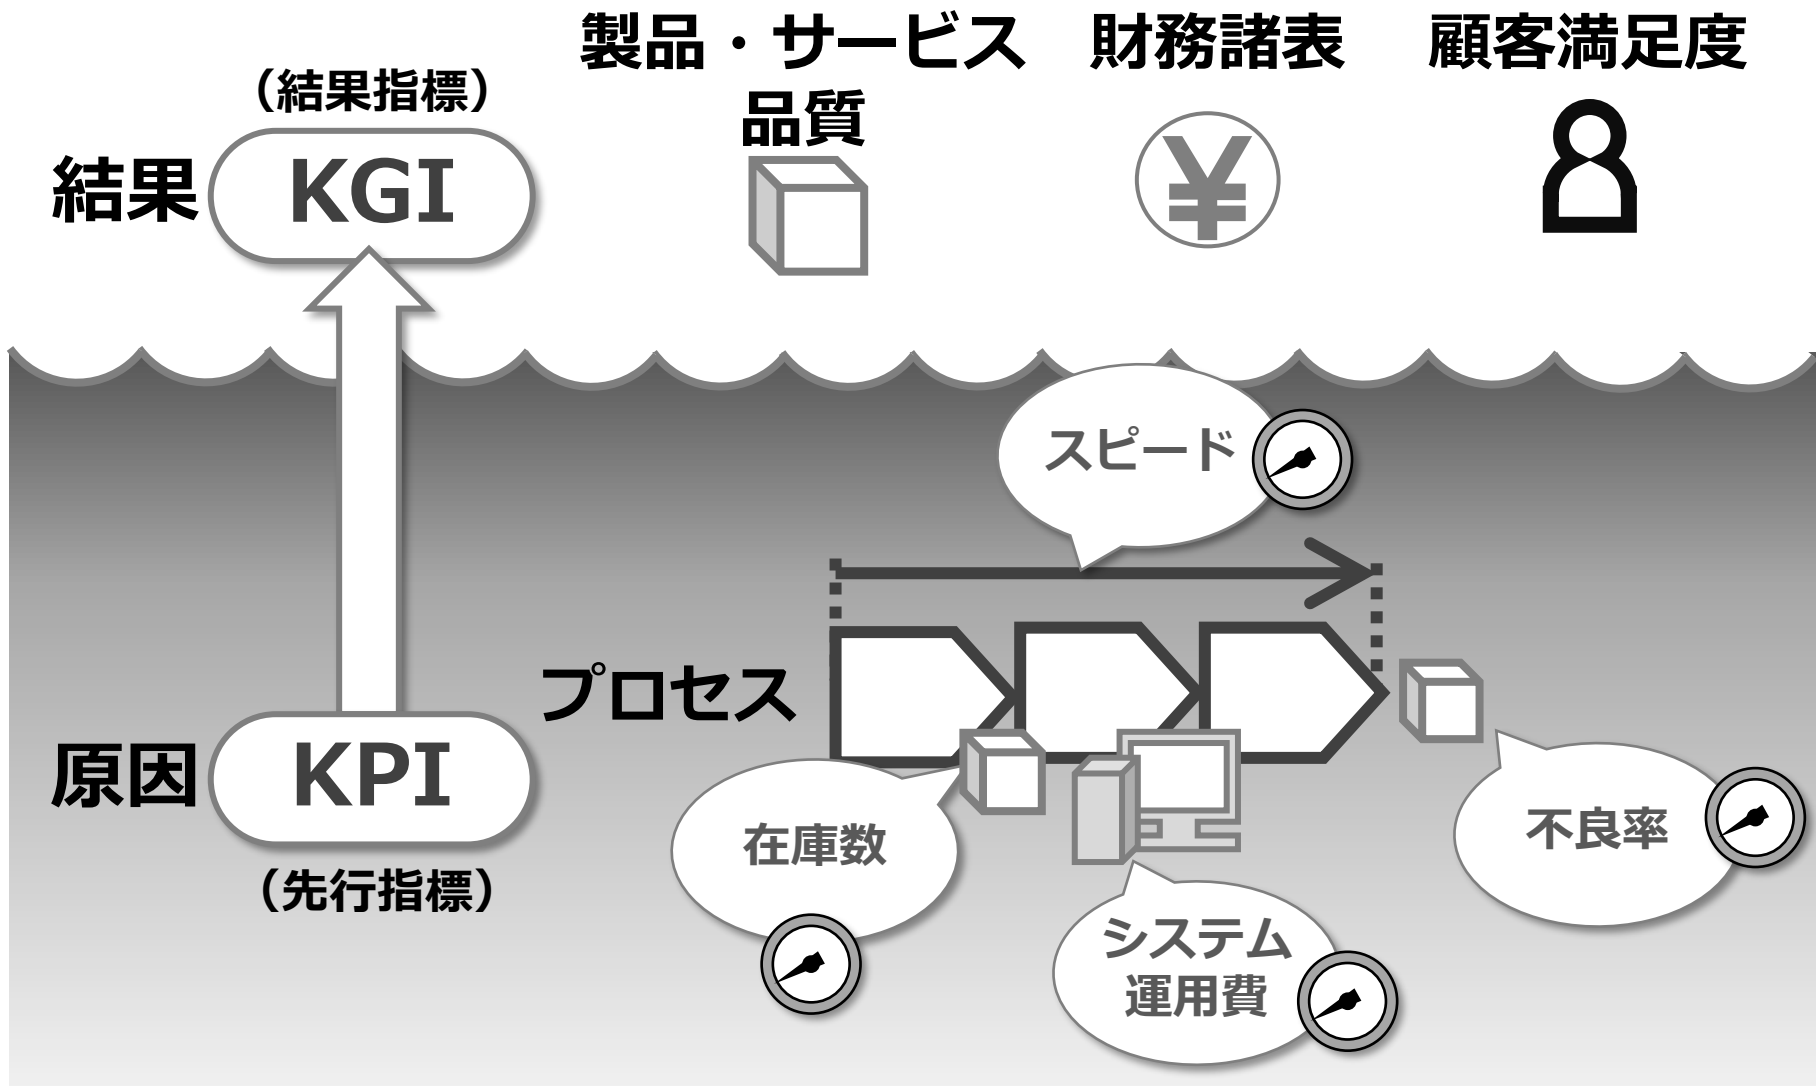 製品・サービス
品質
財務諸表
顧客満足度
（結果指標）
結果
KGI
スピード
プロセス
原因
KPI
（先行指標）
在庫数
システム
運用費
不良率
¥